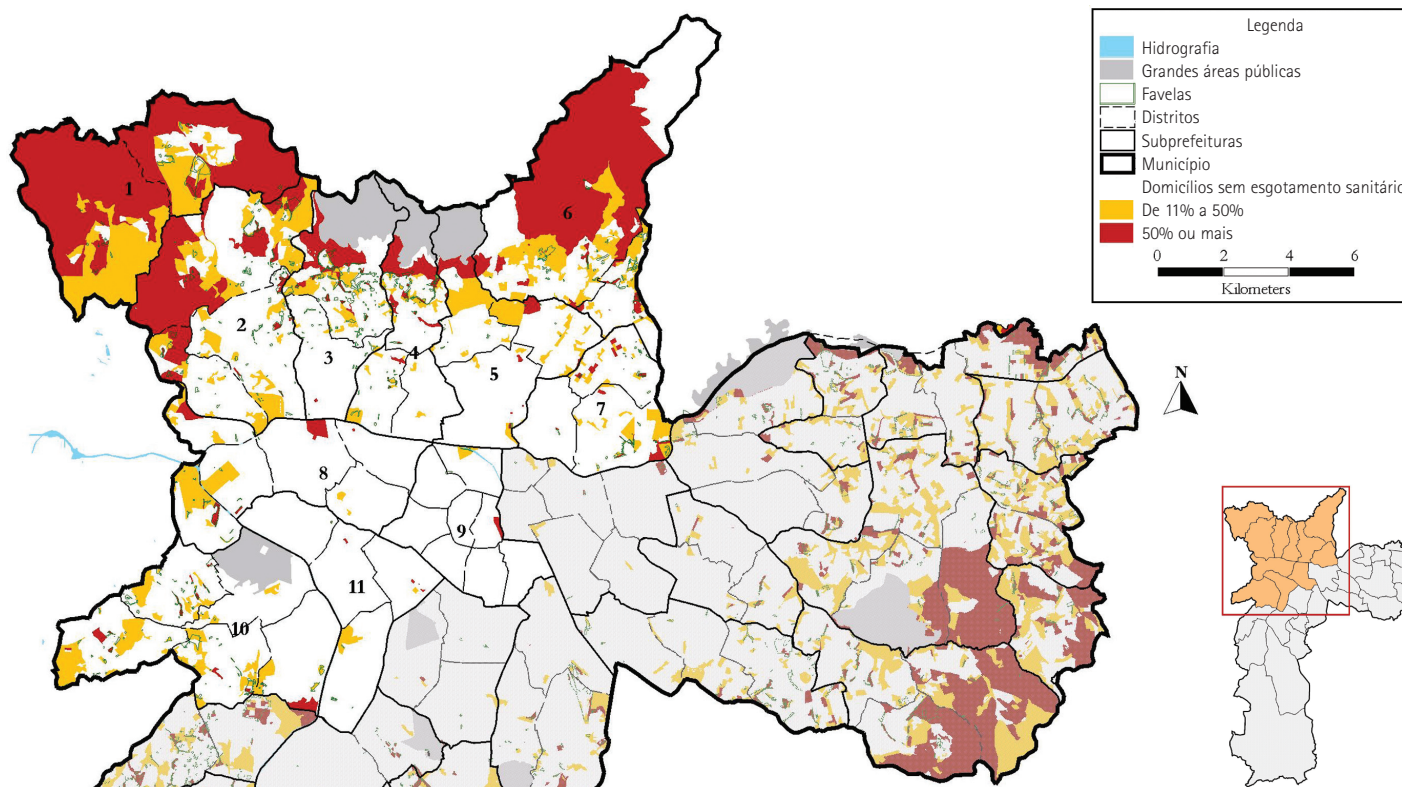 Legenda
Hidrografia
Grandes áreas públicas
Favelas
Distritos
Subprefeituras
Município
Domicílios sem esgotamento sanitário
De 11% a 50%
50% ou mais
0 2 4 6
Kilometers
1
6
2
3
4
5
7
N
8
9
11
10